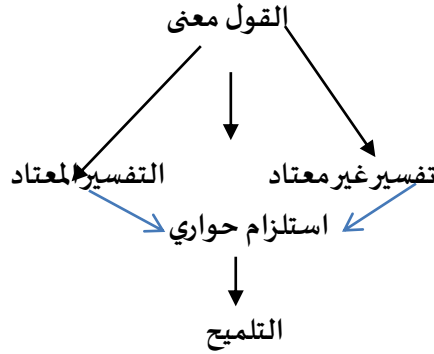 القول معنى
تفسير غير معتاد
التفسير المعتاد
استلزام حواري
التلميح